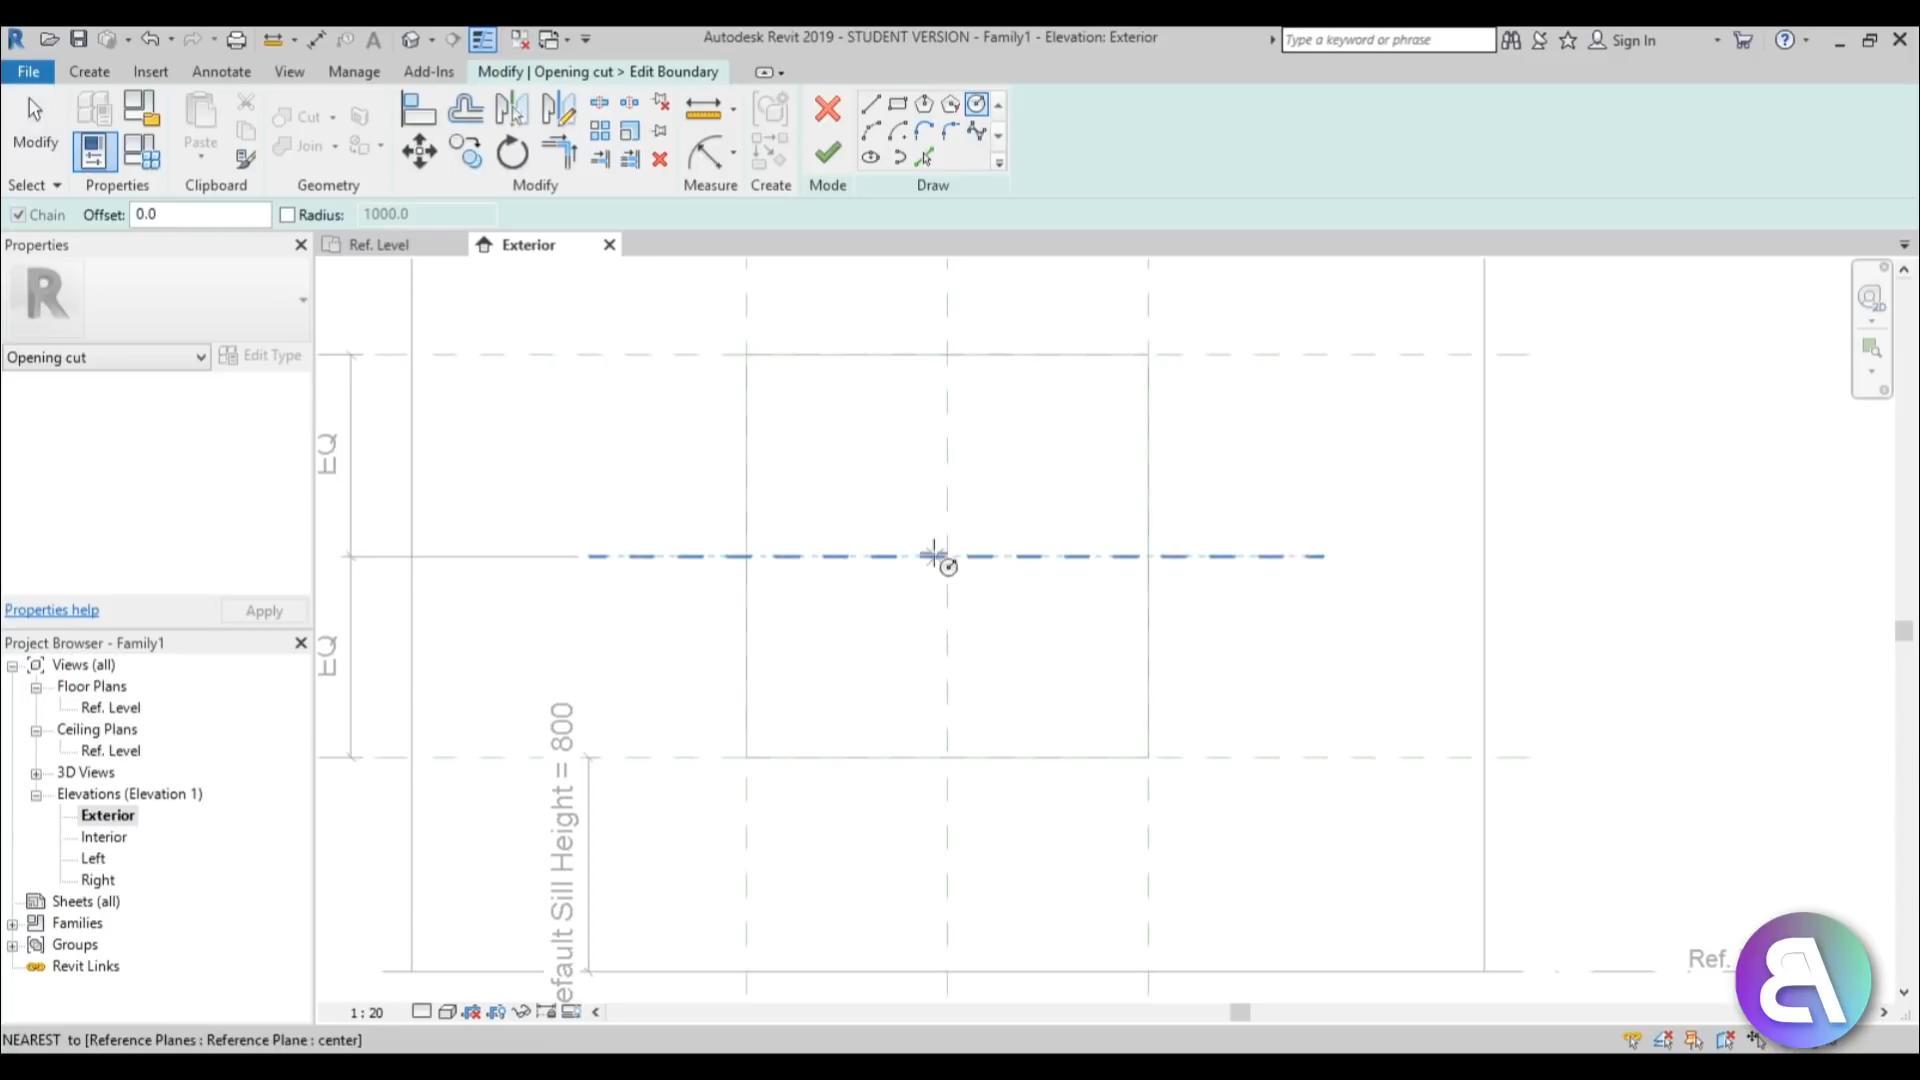 Autodesk Revit 2019 - STUDENT VERSION - Family1 - Elevation: Exterior
Type a keyword or phrase
Sign In
File
Create
Insert
Annotate
View
Manage
Add-Ins
Modify | Opening cut > Edit Boundary
Modify
Paste
Cut
Join
Select
Properties
Clipboard
Geometry
Modify
Measure
Create
Mode
Draw
Chain
Offset:
0.0
Radius:
1000.0
Properties
Ref. Level
Exterior
Opening cut
Edit Type
Properties help
Apply
Project Browser - Family1
Views (all)
Floor Plans
Ref. Level
Ceiling Plans
Ref. Level
3D Views
Elevations (Elevation 1)
Exterior
Interior
Left
Right
Sheets (all)
Families
Groups
Revit Links
EQ
EQ
efault Sill Height = 800
Ref.
1 : 20
2D
NEAREST to [Reference Planes : Reference Plane : center]